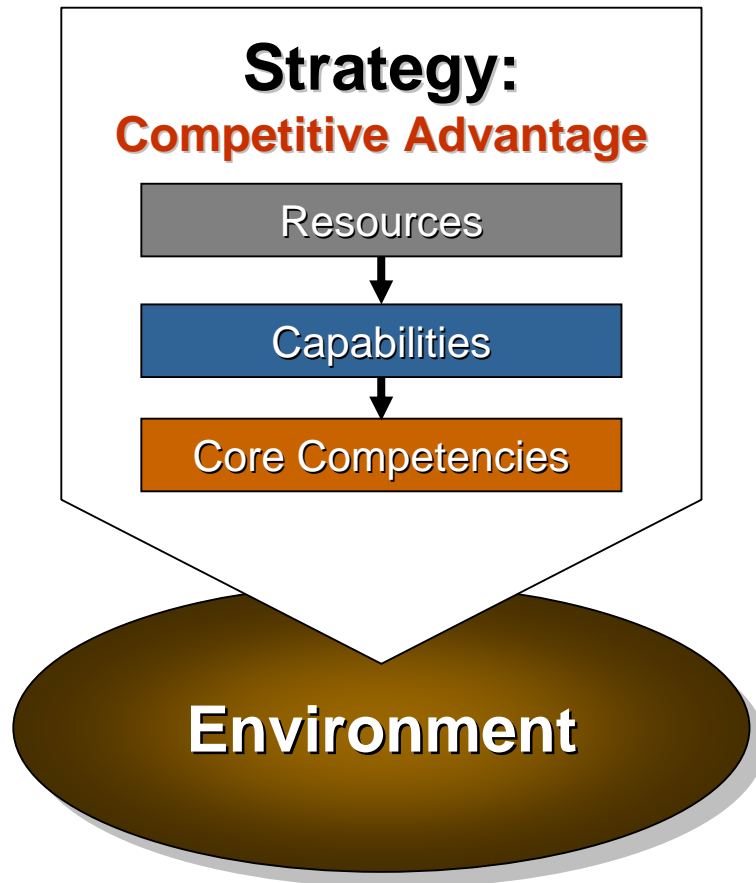 Strategy:
Competitive Advantage
Resources
Capabilities
Core Competencies
Environment